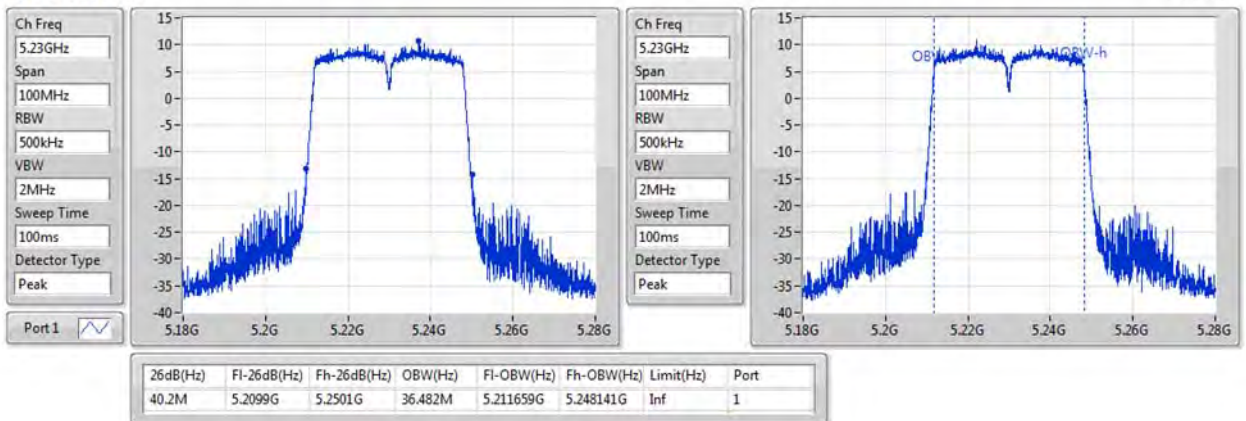 Ch Freq
5.23GHz
Span
100MHz
RBW
500kHz
VBW
2MHz
Sweep Time
100ms
Detector Type
Peak
Port 1
15
10
5
0
-5
-10
-15
-20
-25
-30
-35
-40
5.18G 5.2G 5.22G 5.24G 5.26G 5.28G
Ch Freq
5.23GHz
Span
100MHz
RBW
500kHz
VBW
2MHz
Sweep Time
100ms
Detector Type
Peak
15
10
5
0
-5
-10
-15
-20
-25
-30
-35
-40
OBW-h
5.18G 5.2G 5.22G 5.24G 5.26G 5.28G
26dB(Hz) Fl-26dB(Hz) Fh-26dB(Hz) OBW(Hz) Fl-OBW(Hz) Fh-OBW(Hz) Limit(Hz) Port
40.2M 5.2099G 5.2501G 36.482M 5.211659G 5.248141G Inf 1